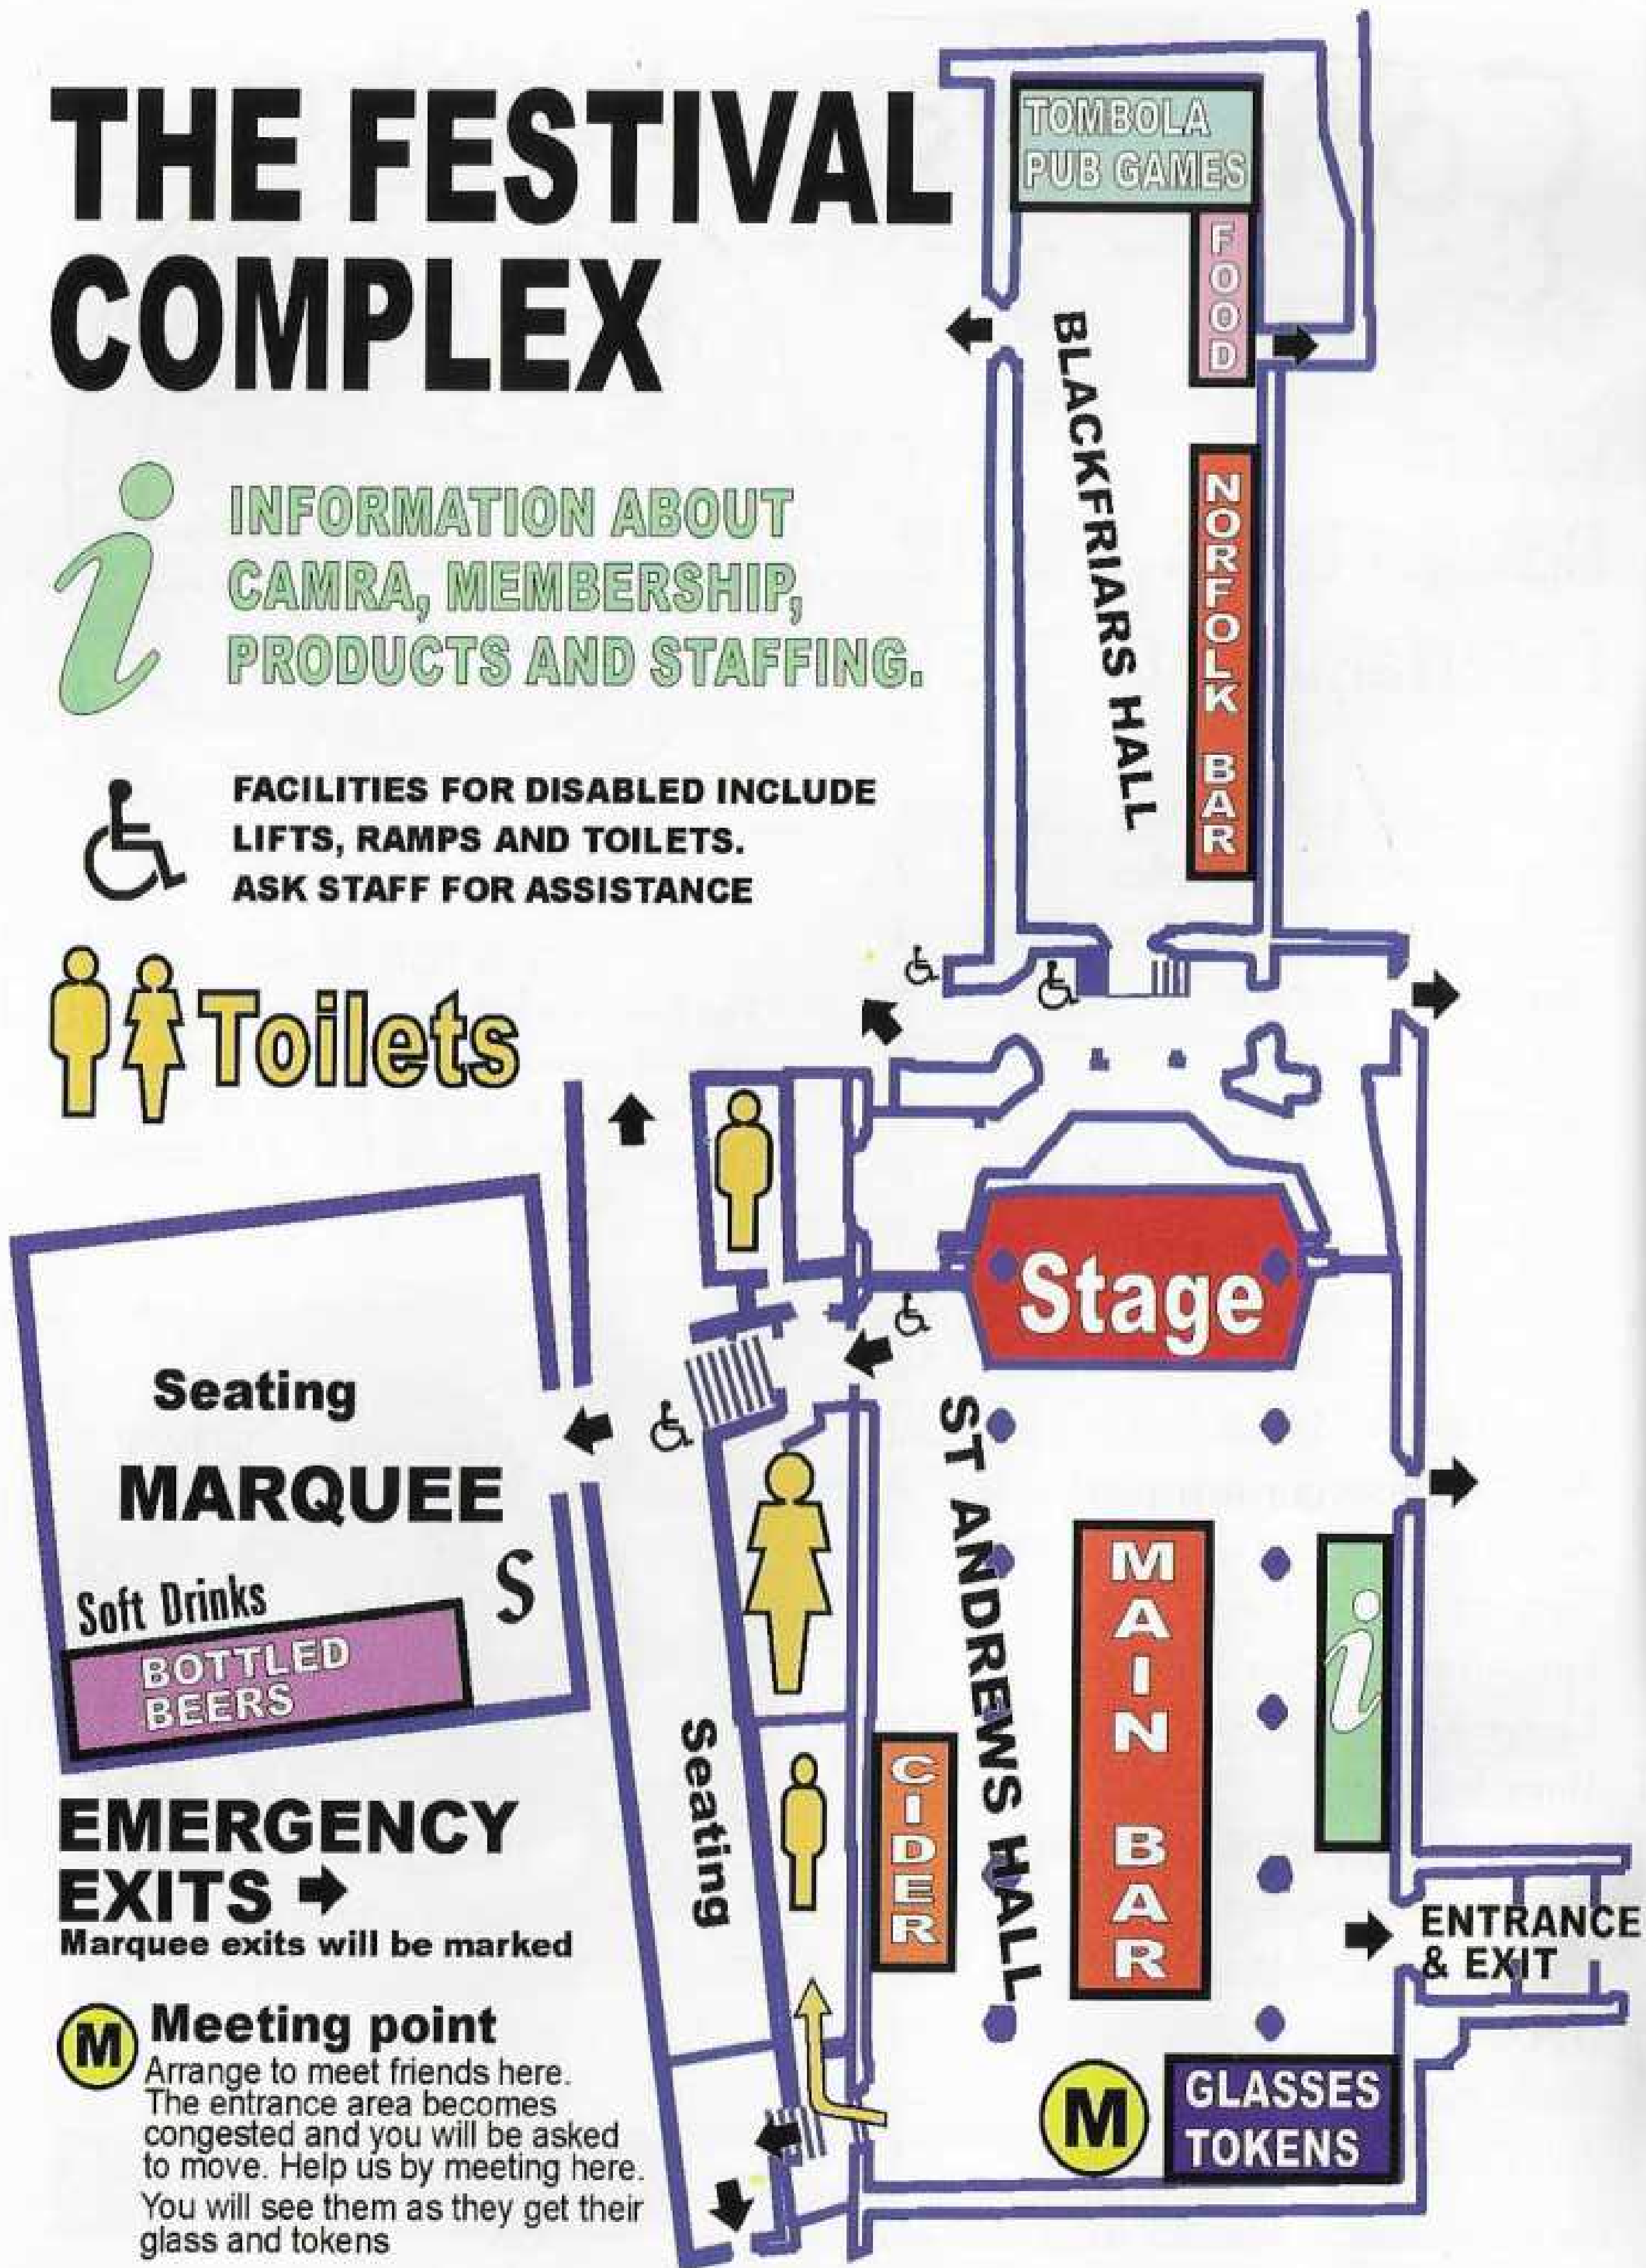 THE FESTIVAL
COMPLEX
TOMBOLA
PUB GAMES
FOOD
BLACKFRIARS HALL
NORFOLK BAR
i
INFORMATION ABOUT
CAMRA, MEMBERSHIP,
PRODUCTS AND STAFFING.
FACILITIES FOR DISABLED INCLUDE
LIFTS, RAMPS AND TOILETS.
ASK STAFF FOR ASSISTANCE
Toilets
Stage
Seating
MARQUEE
S
Soft Drinks
BOTTLED
BEERS
Seating
CIDER
ST ANDREWS HALL
MAIN BAR
i
ENTRANCE
& EXIT
EMERGENCY
EXITS
Marquee exits will be marked
M
Meeting point
Arrange to meet friends here.
The entrance area becomes
congested and you will be asked
to move. Help us by meeting here.
You will see them as they get their
glass and tokens
M
GLASSES
TOKENS